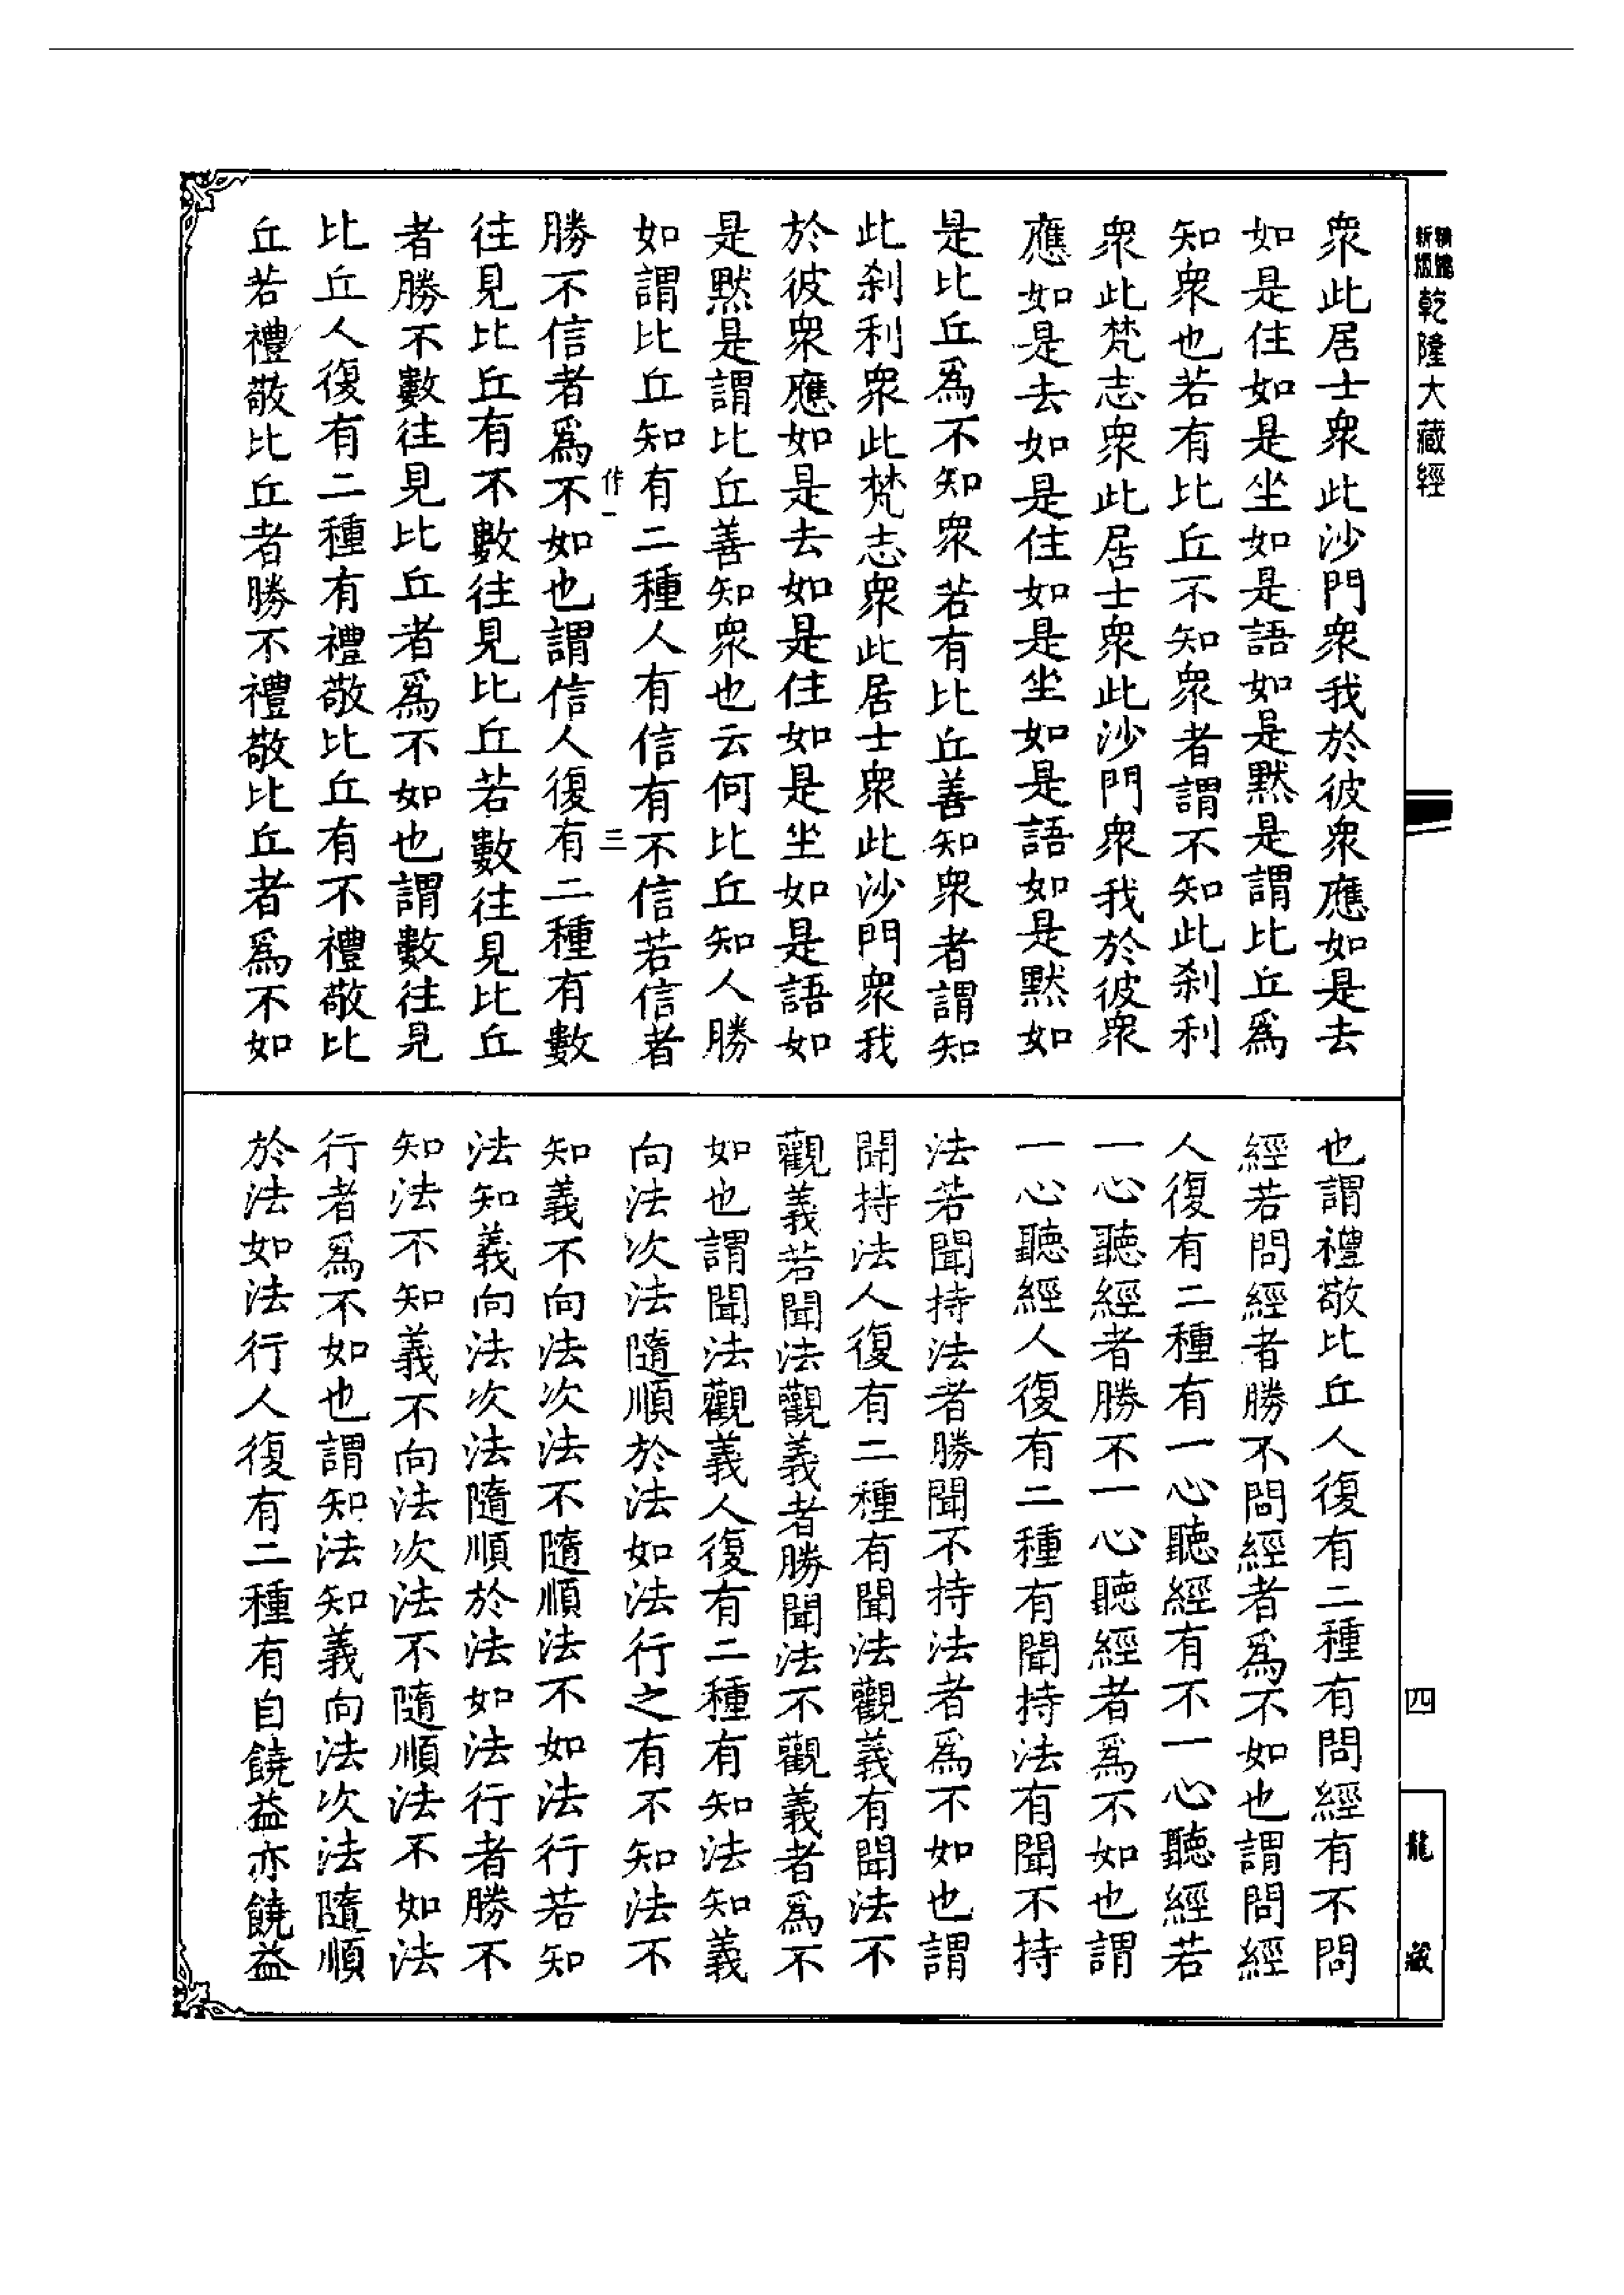 新版
精縮
乾隆大藏經
衆此居士衆此沙門衆我於彼衆應如是去
如是住如是坐如是語如是默是謂比丘爲
知衆也若有比丘不知衆者謂不知此剎利
衆此梵志衆此居士衆此沙門衆我於彼衆
應如是去如是住如是坐如是語如是默如
是比丘爲不知衆若有比丘善知衆者謂知
此剎利衆此梵志衆此居士衆此沙門衆我
於彼衆應如是去如是住如是坐如是語如
是默是謂比丘善知衆也云何比丘知人勝
如謂比丘知有二種人有信有不信若信者
作一
三
勝不信者爲不如也謂信人復有二種有數
往見比丘有不數往見比丘若數往見比丘
者勝不數往見比丘者爲不如也謂數往見
比丘人復有二種有禮敬比丘有不禮敬比
丘若禮敬比丘者勝不禮敬比丘者爲不如
也謂禮敬比丘人復有二種有問經有不問
經若問經者勝不問經者爲不如也謂問經
人復有二種有一心聽經有不一心聽經若
一心聽經者勝不一心聽經者爲不如也謂
一心聽經人復有二種有聞持法有聞不持
法若聞持法者勝聞不持法者爲不如也謂
聞持法人復有二種有聞法觀義有聞法不
觀義若聞法觀義者勝聞法不觀義者爲不
如也謂聞法觀義人復有二種有知法知義
向法次法隨順於法如法行之有不知法不
知義不向法次法不隨順法不如法行若知
法知義向法次法隨順於法如法行者勝不
知法不知義不向法次法不隨順法不如法
行者爲不如也謂知法知義向法次法隨順
於法如法行人復有二種有自饒益亦饒益
四
龍藏